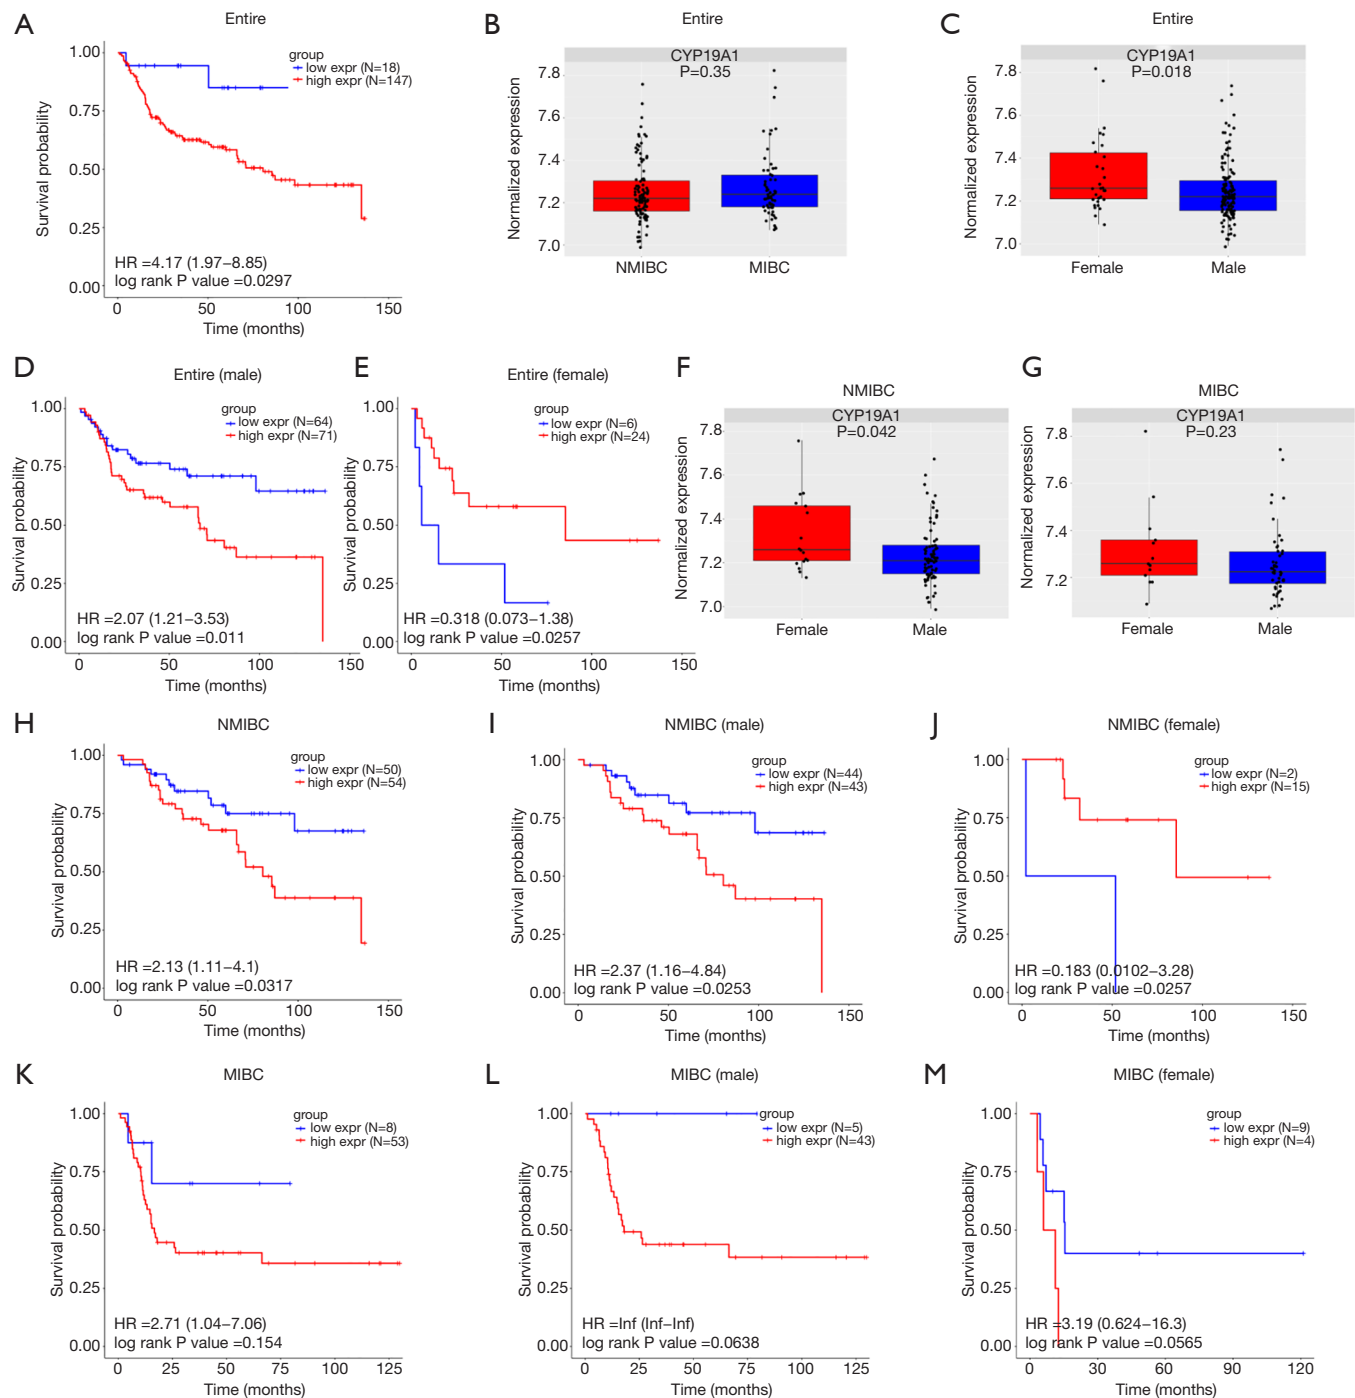 A
Entire
group
low expr (N=18)
high expr (N=147)
1.00
0.75
0.50
0.25
0.00
Survival probability
HR =4.17 (1.97–8.85)
log rank P value =0.0297
0 50 100 150
Time (months)
B
Entire
CYP19A1
P=0.35
7.8
7.6
7.4
7.2
7.0
Normalized expression
NMIBC MIBC
C
Entire
CYP19A1
P=0.018
7.8
7.6
7.4
7.2
7.0
Normalized expression
Female Male
D
Entire (male)
group
low expr (N=64)
high expr (N=71)
1.00
0.75
0.50
0.25
0.00
Survival probability
HR =2.07 (1.21–3.53)
log rank P value =0.011
0 50 100 150
Time (months)
E
Entire (female)
group
low expr (N=6)
high expr (N=24)
1.00
0.75
0.50
0.25
0.00
Survival probability
HR =0.318 (0.073–1.38)
log rank P value =0.0257
0 50 100 150
Time (months)
F
NMIBC
CYP19A1
P=0.042
7.8
7.6
7.4
7.2
7.0
Normalized expression
Female Male
G
MIBC
CYP19A1
P=0.23
7.8
7.6
7.4
7.2
Normalized expression
Female Male
H
NMIBC
group
low expr (N=50)
high expr (N=54)
1.00
0.75
0.50
0.25
0.00
Survival probability
HR =2.13 (1.11–4.1)
log rank P value =0.0317
0 50 100 150
Time (months)
I
NMIBC (male)
group
low expr (N=44)
high expr (N=43)
1.00
0.75
0.50
0.25
0.00
Survival probability
HR =2.37 (1.16–4.84)
log rank P value =0.0253
0 50 100 150
Time (months)
J
NMIBC (female)
group
low expr (N=2)
high expr (N=15)
1.00
0.75
0.50
0.25
0.00
Survival probability
HR =0.183 (0.0102–3.28)
log rank P value =0.0257
0 50 100 150
Time (months)
K
MIBC
group
low expr (N=8)
high expr (N=53)
1.00
0.75
0.50
0.25
0.00
Survival probability
HR =2.71 (1.04–7.06)
log rank P value =0.154
0 25 50 75 100 125
Time (months)
L
MIBC (male)
group
low expr (N=5)
high expr (N=43)
1.00
0.75
0.50
0.25
0.00
Survival probability
HR =Inf (Inf–Inf)
log rank P value =0.0638
0 25 50 75 100 125
Time (months)
M
MIBC (female)
group
low expr (N=9)
high expr (N=4)
1.00
0.75
0.50
0.25
0.00
Survival probability
HR =3.19 (0.624–16.3)
log rank P value =0.0565
0 30 60 90 120
Time (months)